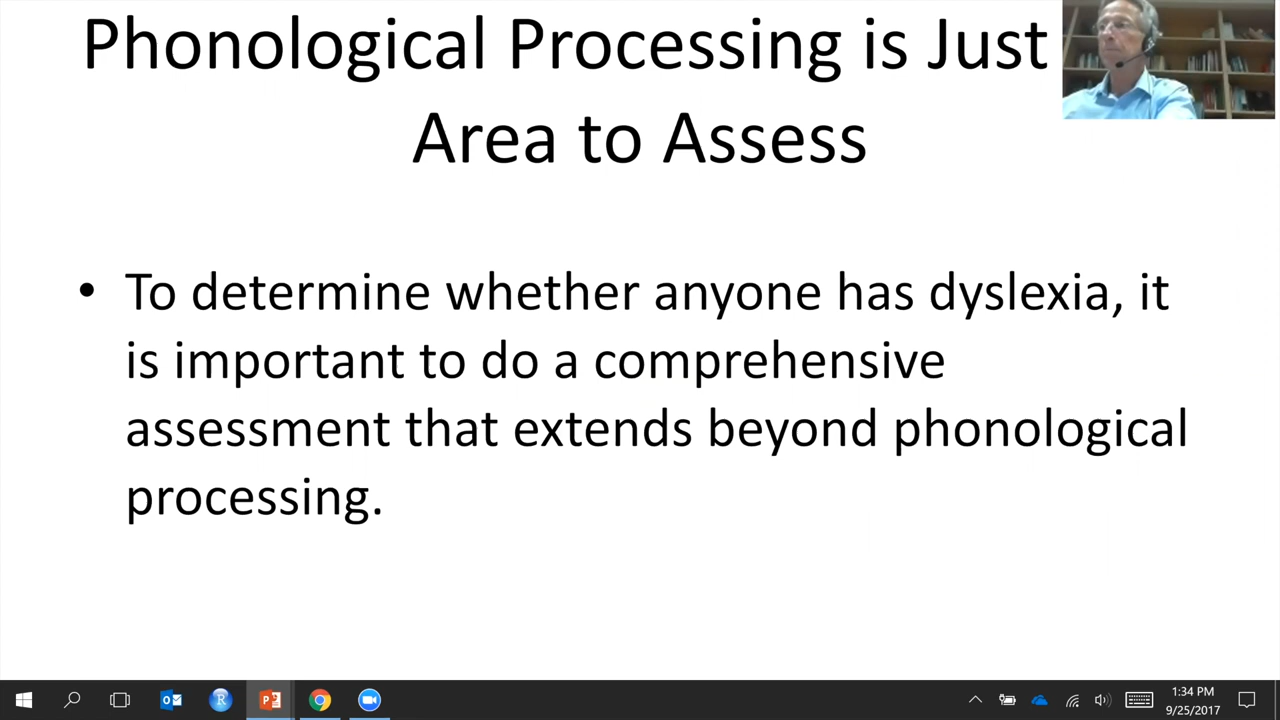 Phonological Processing is Just
Area to Assess
• To determine whether anyone has dyslexia, it
is important to do a comprehensive
assessment that extends beyond phonological
processing.
1:34 PM
9/25/2017